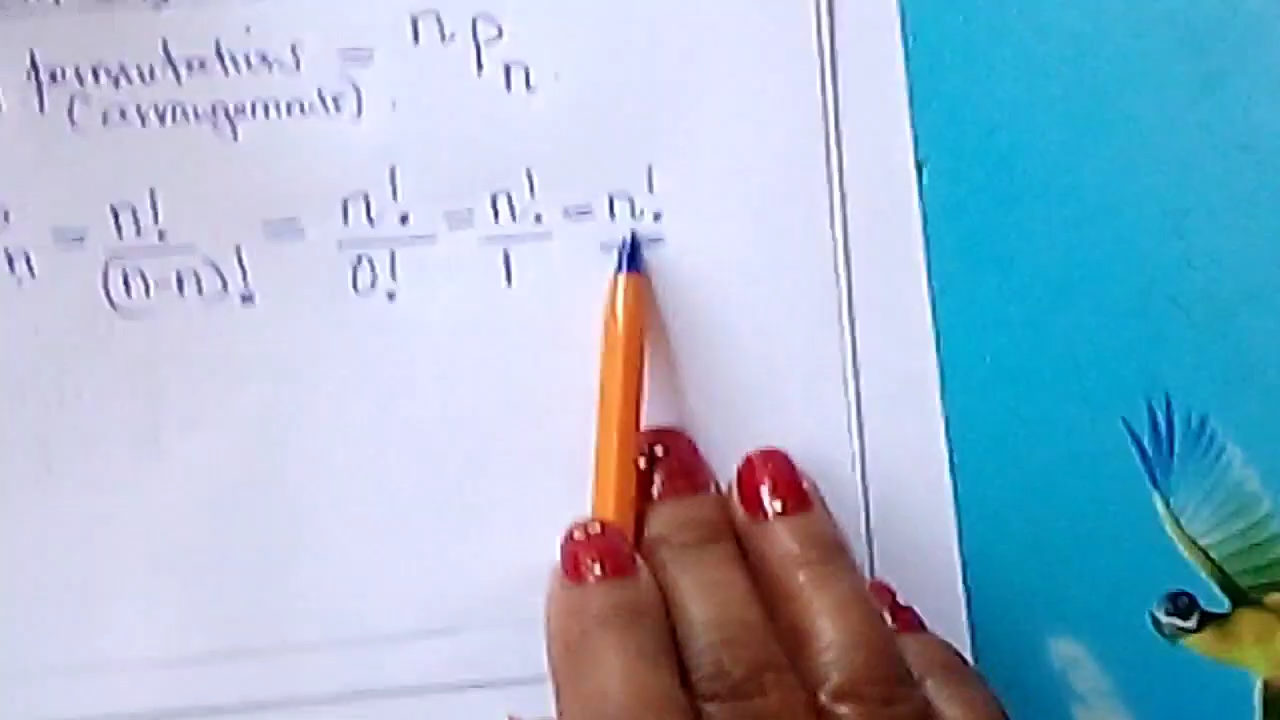 permutations = nPn.
(arrangements).
n = n!/(n-n)! = n!/0! = n!/1 = n!